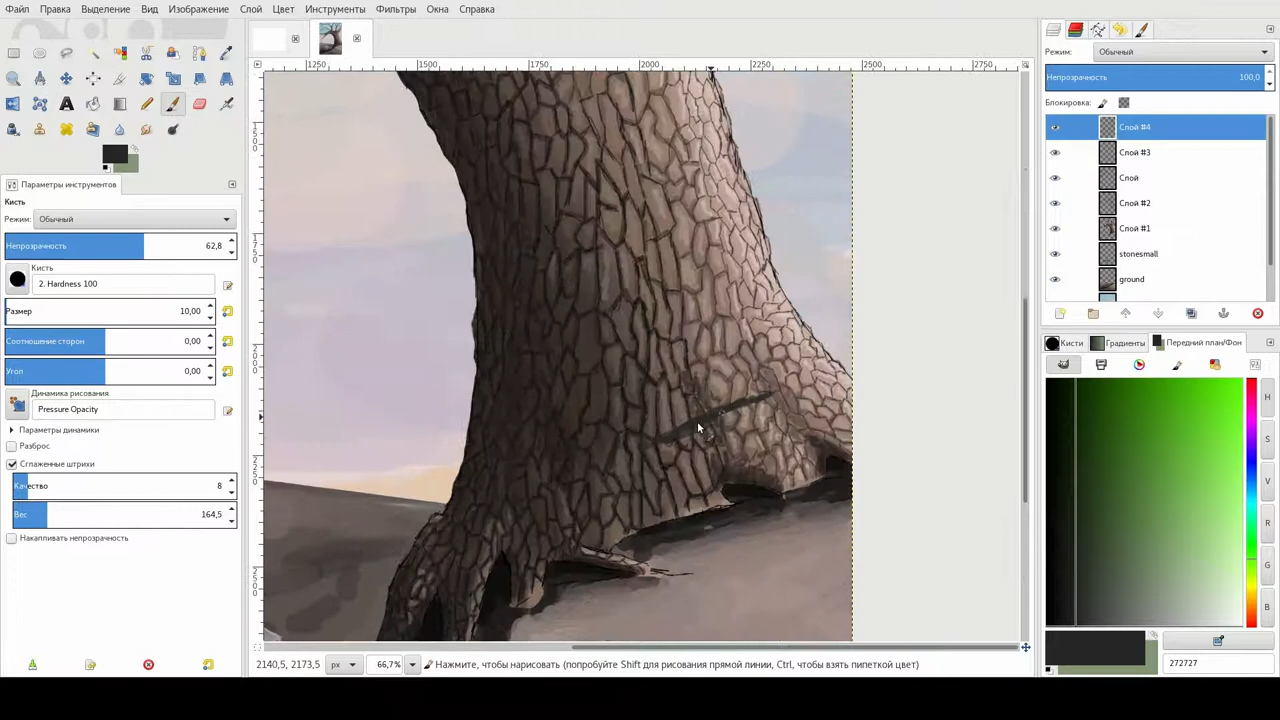 Файл Правка Выделение Вид Изображение Слой Цвет Инструменты Фильтры Окна Справка
Параметры инструментов
Кисть
Режим: Обычный
Непрозрачность 62,8
Кисть
2. Hardness 100
Размер 10,00
Соотношение сторон 0,00
Угол 0,00
Динамика рисования
Pressure Opacity
Параметры динамики
Разброс
Сглаженные штрихи
Качество 8
Вес 164,5
Накапливать непрозрачность
1250 1500 1750 2000 2250 2500 2750
1500
1750
2000
2250
2500
2140,5, 2173,5 px 66,7% Нажмите, чтобы нарисовать (попробуйте Shift для рисования прямой линии, Ctrl, чтобы взять пипеткой цвет)
Режим: Обычный
Непрозрачность 100,0
Блокировка:
Слой #4
Слой #3
Слой
Слой #2
Слой #1
stonesmall
ground
Кисти Градиенты Передний план/Фон
H
S
V
R
G
B
272727